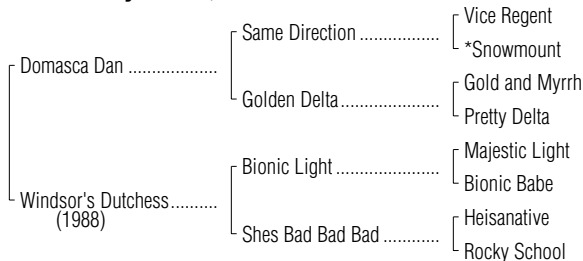 Vice Regent
Same Direction ..................
*Snowmount
Domasca Dan ....................
Gold and Myrrh
Golden Delta ......................
Pretty Delta
Majestic Light
Bionic Light ........................
Bionic Babe
Windsor's Dutchess ..........
(1988)
Heisanative
Shes Bad Bad Bad ............
Rocky School